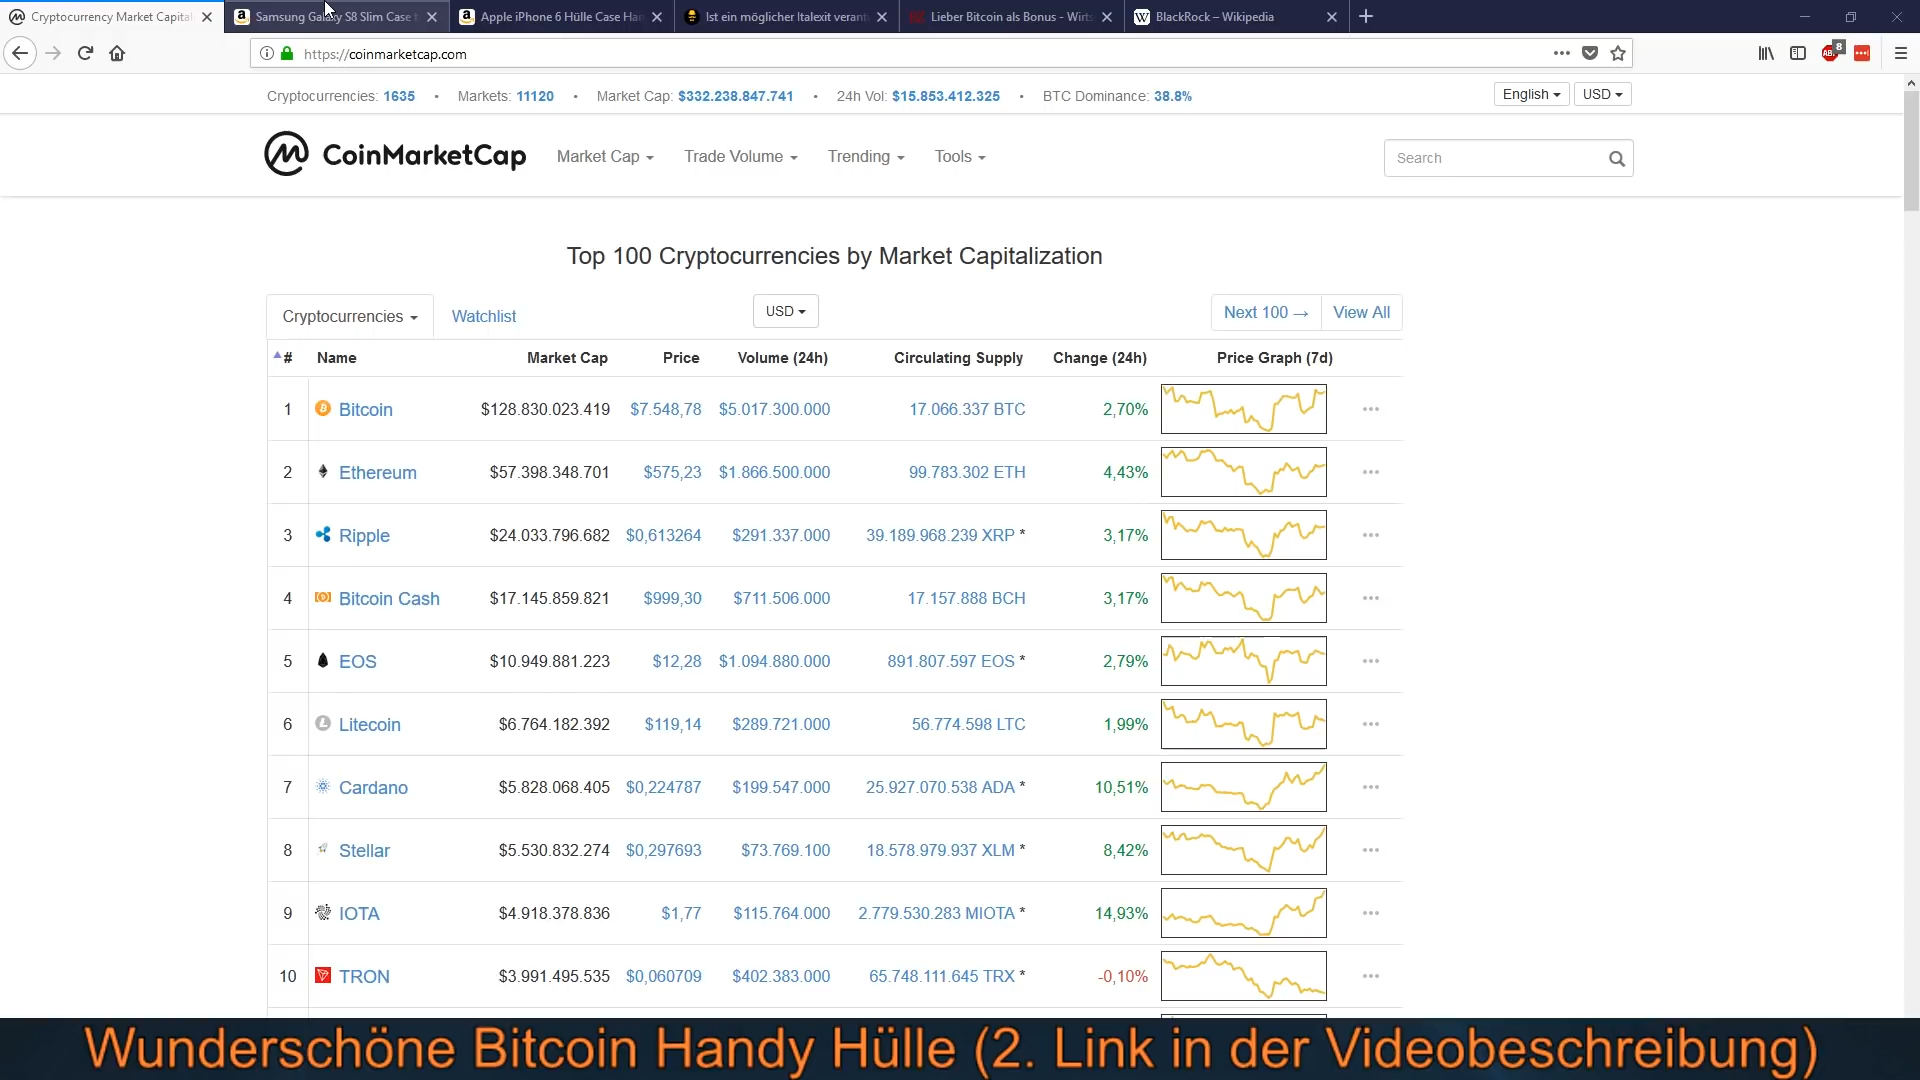 Cryptocurrency Market Capital
Samsung Galaxy S8 Slim Case
Apple iPhone 6 Hülle Case Han
Ist ein möglicher Italexit verant
Lieber Bitcoin als Bonus - Wirts
BlackRock – Wikipedia
https://coinmarketcap.com
8
Cryptocurrencies: 1635 • Markets: 11120 • Market Cap: $332.238.847.741 • 24h Vol: $15.853.412.325 • BTC Dominance: 38.8%
English USD
CoinMarketCap Market Cap Trade Volume Trending Tools Search
Top 100 Cryptocurrencies by Market Capitalization
Cryptocurrencies Watchlist USD Next 100 → View All
# Name Market Cap Price Volume (24h) Circulating Supply Change (24h) Price Graph (7d)
1 Bitcoin $128.830.023.419 $7.548,78 $5.017.300.000 17.066.337 BTC 2,70%
2 Ethereum $57.398.348.701 $575,23 $1.866.500.000 99.783.302 ETH 4,43%
3 Ripple $24.033.796.682 $0,613264 $291.337.000 39.189.968.239 XRP * 3,17%
4 Bitcoin Cash $17.145.859.821 $999,30 $711.506.000 17.157.888 BCH 3,17%
5 EOS $10.949.881.223 $12,28 $1.094.880.000 891.807.597 EOS * 2,79%
6 Litecoin $6.764.182.392 $119,14 $289.721.000 56.774.598 LTC 1,99%
7 Cardano $5.828.068.405 $0,224787 $199.547.000 25.927.070.538 ADA * 10,51%
8 Stellar $5.530.832.274 $0,297693 $73.769.100 18.578.979.937 XLM * 8,42%
9 IOTA $4.918.378.836 $1,77 $115.764.000 2.779.530.283 MIOTA * 14,93%
10 TRON $3.991.495.535 $0,060709 $402.383.000 65.748.111.645 TRX * -0,10%
Wunderschöne Bitcoin Handy Hülle (2. Link in der Videobeschreibung)